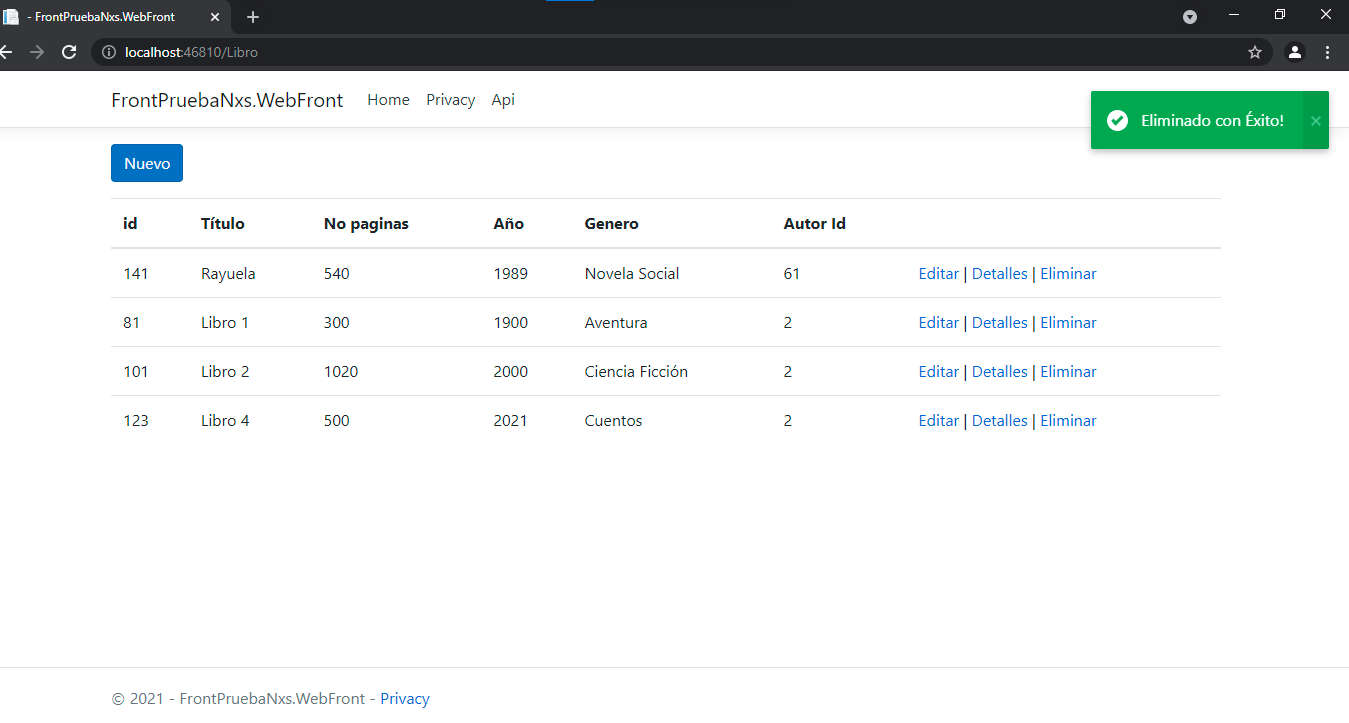 - FrontPruebaNxs.WebFront
localhost:46810/Libro
FrontPruebaNxs.WebFront Home Privacy Api
Eliminado con Éxito!
Nuevo
id Título No paginas Año Genero Autor Id
141 Rayuela 540 1989 Novela Social 61 Editar | Detalles | Eliminar
81 Libro 1 300 1900 Aventura 2 Editar | Detalles | Eliminar
101 Libro 2 1020 2000 Ciencia Ficción 2 Editar | Detalles | Eliminar
123 Libro 4 500 2021 Cuentos 2 Editar | Detalles | Eliminar
© 2021 - FrontPruebaNxs.WebFront - Privacy